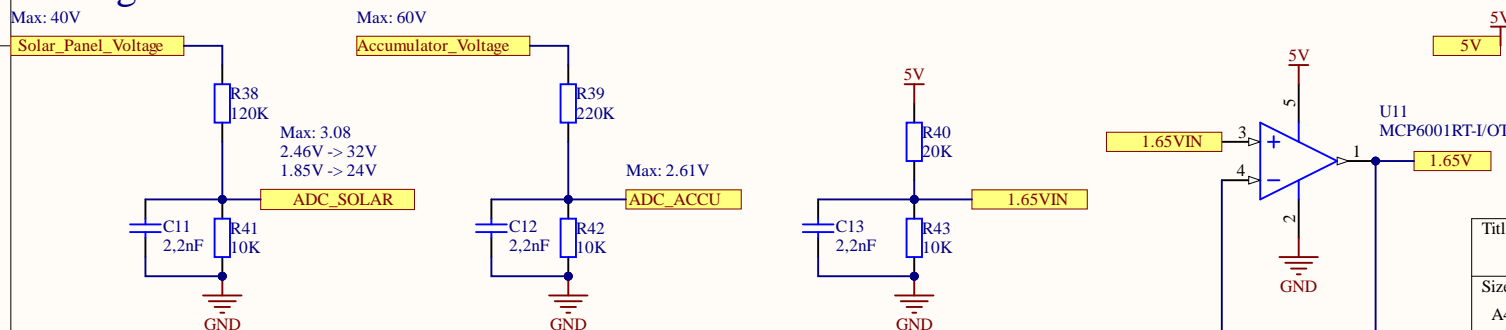 Max: 40V
Solar_Panel_Voltage
R38
120K
Max: 3.08
2.46V -> 32V
1.85V -> 24V
ADC_SOLAR
C11
2,2nF
R41
10K
GND
Max: 60V
Accumulator_Voltage
R39
220K
Max: 2.61V
ADC_ACCU
C12
2,2nF
R42
10K
GND
5V
R40
20K
1.65VIN
C13
2,2nF
R43
10K
GND
1.65VIN
5V
5
3
4
1
2
U11
MCP6001RT-I/OT
1.65V
GND
5V
5V
Titl
Size
A4